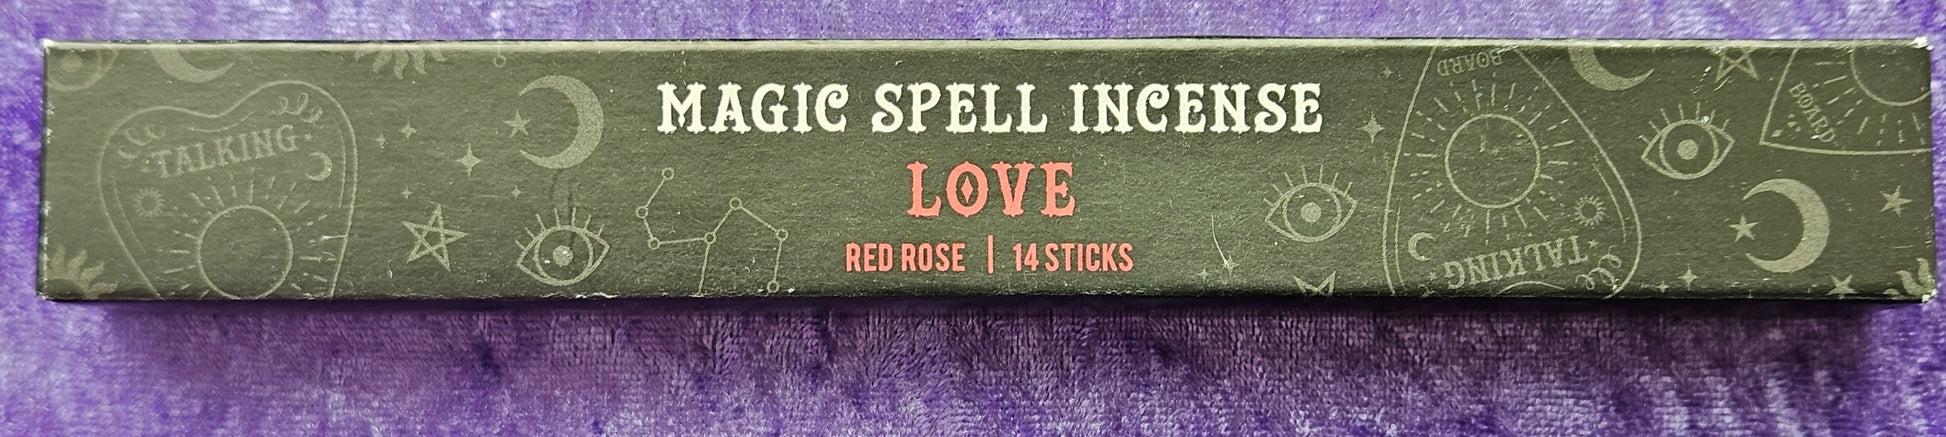 MAGIC SPELL INCENSE
LOVE
RED ROSE | 14 STICKS
TALKING
BOARD
TALKING
BOARD